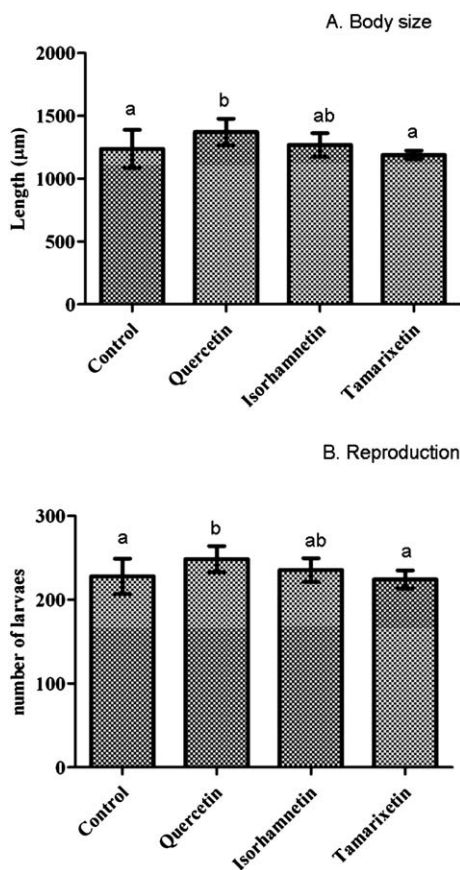 A. Body size
2000
1500
1000
500
0
Length (µm)
a
b
ab
a
Control
Quercetin
Isorhamnetin
Tamarixetin
B. Reproduction
300
200
100
0
number of larvaes
a
b
ab
a
Control
Quercetin
Isorhamnetin
Tamarixetin